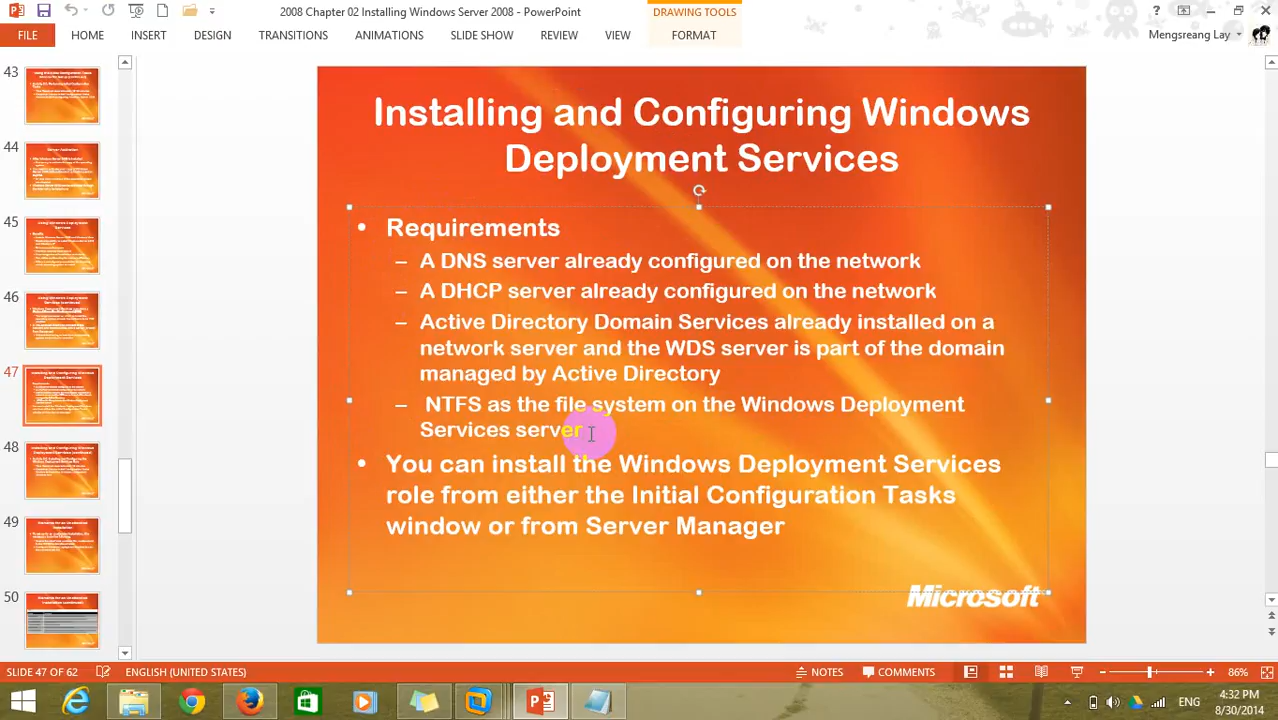 2008 Chapter 02 Installing Windows Server 2008 - PowerPoint
DRAWING TOOLS
FILE
HOME
INSERT
DESIGN
TRANSITIONS
ANIMATIONS
SLIDE SHOW
REVIEW
VIEW
FORMAT
Mengsreang Lay
43
44
45
46
47
48
49
50
Installing and Configuring Windows
Deployment Services
• Requirements
– A DNS server already configured on the network
– A DHCP server already configured on the network
– Active Directory Domain Services already installed on a
network server and the WDS server is part of the domain
managed by Active Directory
– NTFS as the file system on the Windows Deployment
Services server
• You can install the Windows Deployment Services
role from either the Initial Configuration Tasks
window or from Server Manager
Microsoft
SLIDE 47 OF 62
ENGLISH (UNITED STATES)
NOTES
COMMENTS
86%
ENG
4:32 PM
8/30/2014